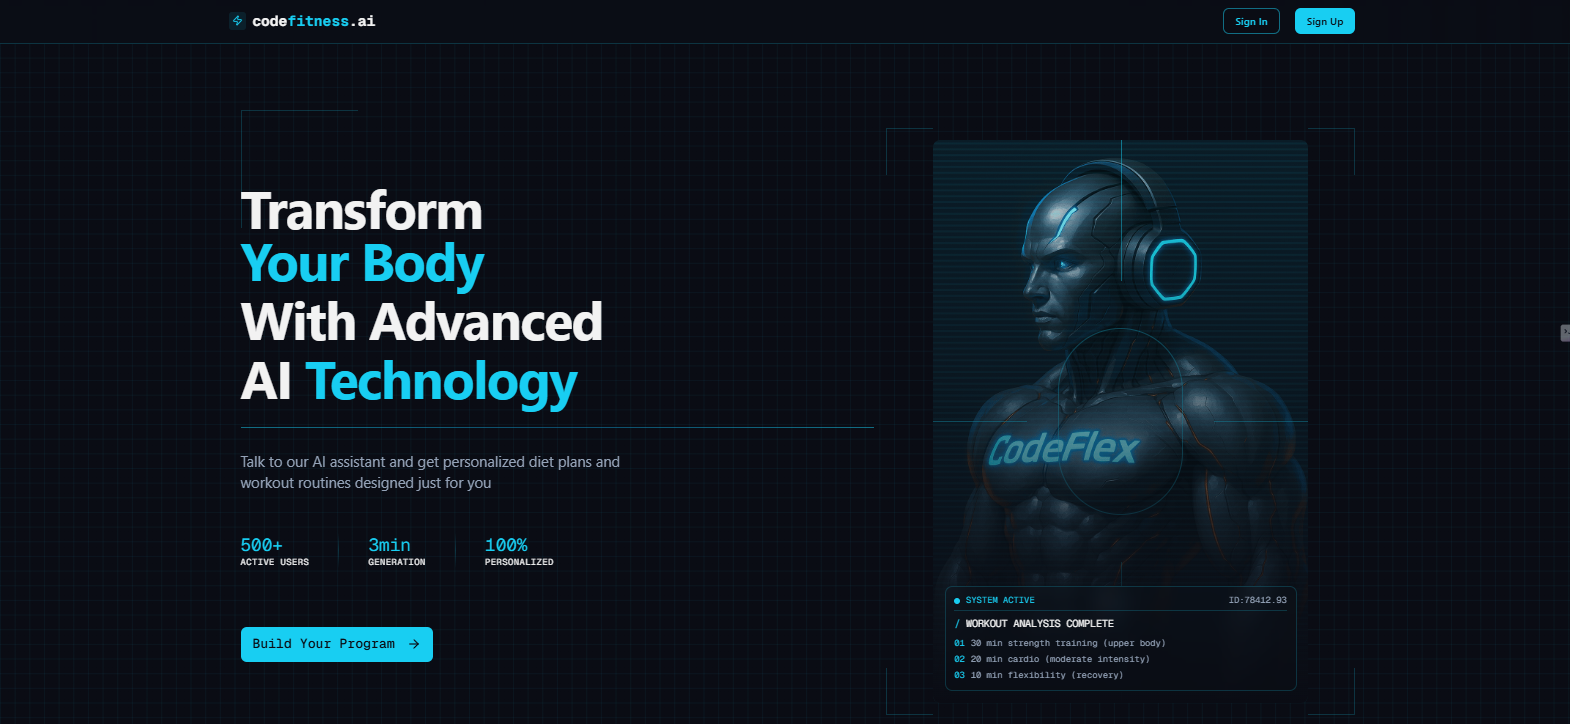 codefitness.ai
Sign In
Sign Up
Transform
Your Body
With Advanced
AI Technology
Talk to our AI assistant and get personalized diet plans and
workout routines designed just for you
500+
ACTIVE USERS
3min
GENERATION
100%
PERSONALIZED
Build Your Program →
CodeFlex
SYSTEM ACTIVE
ID:78412.93
/ WORKOUT ANALYSIS COMPLETE
01 30 min strength training (upper body)
02 20 min cardio (moderate intensity)
03 10 min flexibility (recovery)